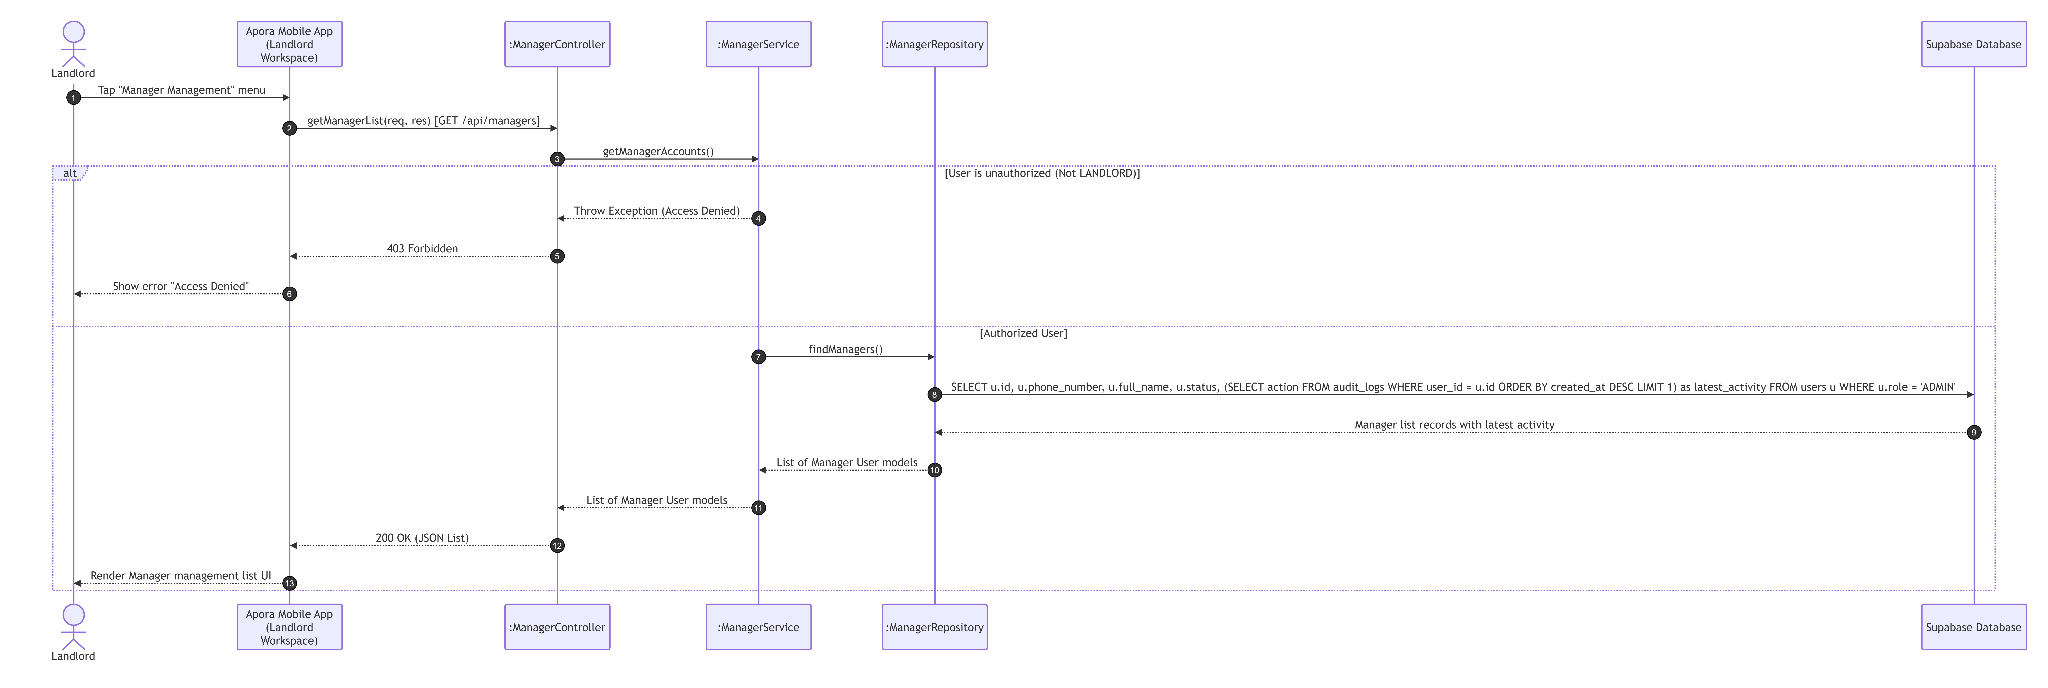 Apora Mobile App
(Landlord
Workspace)
:ManagerController
:ManagerService
:ManagerRepository
Supabase Database
Landlord
1
Tap "Manager Management" menu
2
getManagerList(req, res) [GET /api/managers]
3
getManagerAccounts()
alt
[User is unauthorized (Not LANDLORD)]
Throw Exception (Access Denied)
4
403 Forbidden
5
Show error "Access Denied"
6
[Authorized User]
7
findManagers()
8
SELECT u.id, u.phone_number, u.full_name, u.status, (SELECT action FROM audit_logs WHERE user_id = u.id ORDER BY created_at DESC LIMIT 1) as latest_activity FROM users u WHERE u.role = 'ADMIN'
Manager list records with latest activity
9
List of Manager User models
10
List of Manager User models
11
200 OK (JSON List)
12
Render Manager management list UI
13
Apora Mobile App
(Landlord
Workspace)
:ManagerController
:ManagerService
:ManagerRepository
Supabase Database
Landlord